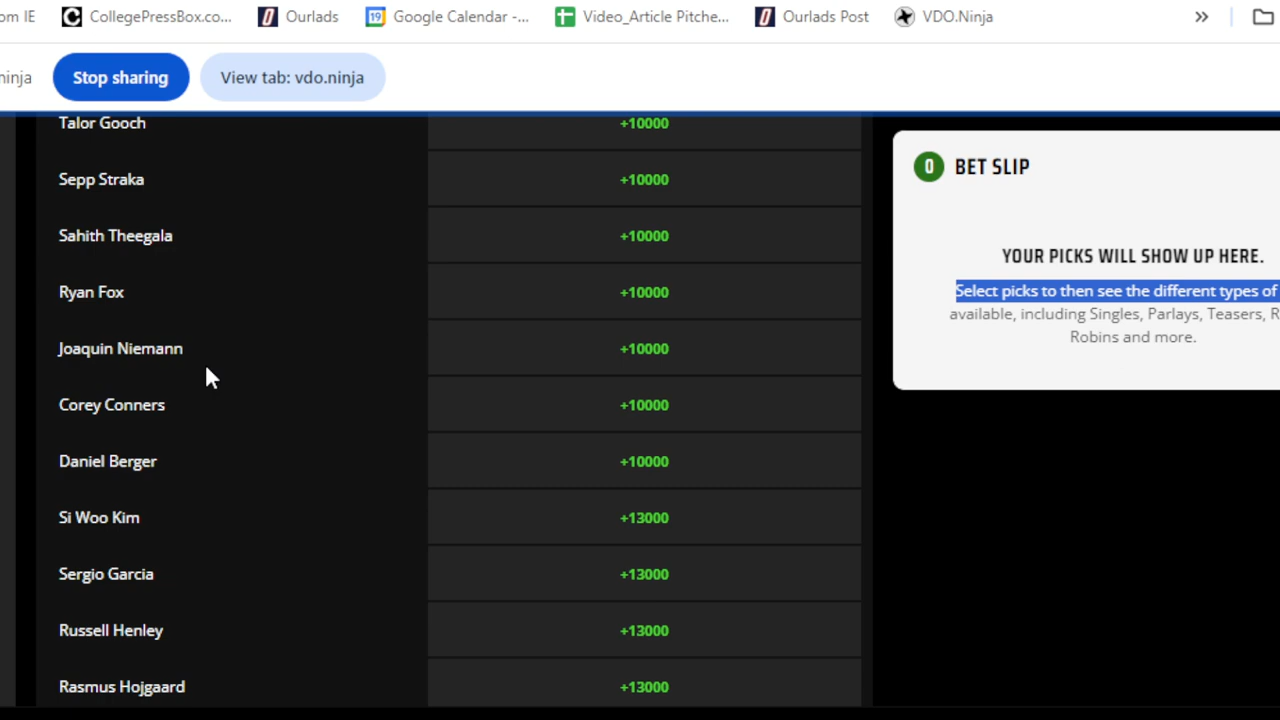 om IE CollegePressBox.co... Ourlads Google Calendar -... Video_Article Pitche... Ourlads Post VDO.Ninja »
ninja Stop sharing View tab: vdo.ninja
Talor Gooch +10000
Sepp Straka +10000
Sahith Theegala +10000
Ryan Fox +10000
Joaquin Niemann +10000
Corey Conners +10000
Daniel Berger +10000
Si Woo Kim +13000
Sergio Garcia +13000
Russell Henley +13000
Rasmus Hojgaard +13000
0 BET SLIP
YOUR PICKS WILL SHOW UP HERE.
Select picks to then see the different types of
available, including Singles, Parlays, Teasers, R
Robins and more.